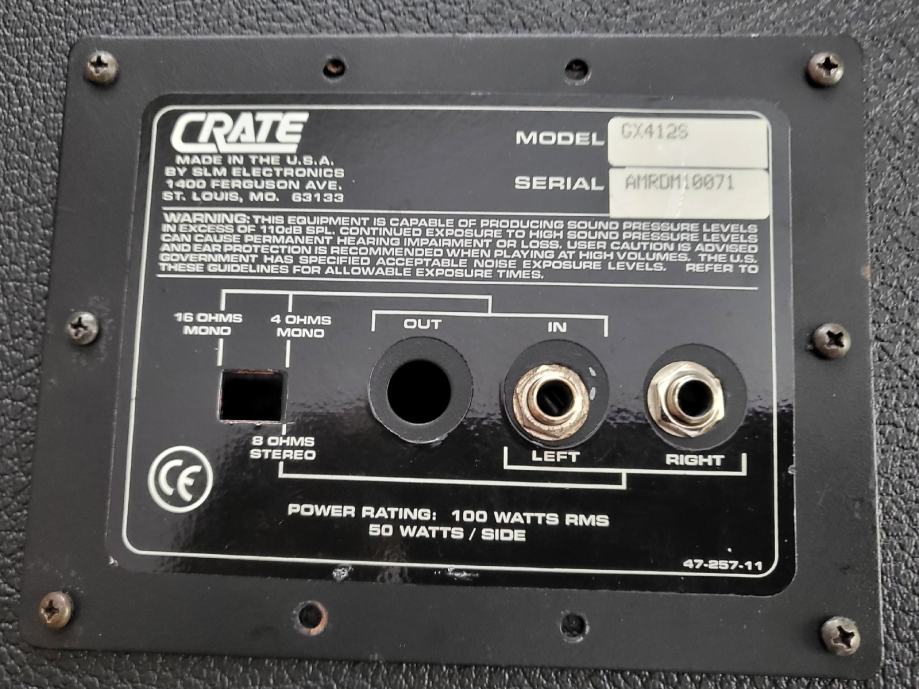 CRATE
MADE IN THE U.S.A.
BY SLM ELECTRONICS
1400 FERGUSON AVE.
ST. LOUIS, MO. 63133
MODEL GX412S
SERIAL AMRDM10071
WARNING: THIS EQUIPMENT IS CAPABLE OF PRODUCING SOUND PRESSURE LEVELS
IN EXCESS OF 110dB SPL. CONTINUED EXPOSURE TO HIGH SOUND PRESSURE LEVELS
CAN CAUSE PERMANENT HEARING IMPAIRMENT OR LOSS. USER CAUTION IS ADVISED
AND EAR PROTECTION IS RECOMMENDED WHEN PLAYING AT HIGH VOLUMES. THE U.S.
GOVERNMENT HAS SPECIFIED ACCEPTABLE NOISE EXPOSURE LEVELS. REFER TO
THESE GUIDELINES FOR ALLOWABLE EXPOSURE TIMES.
16 OHMS MONO
4 OHMS MONO
OUT
IN
8 OHMS STEREO
LEFT
RIGHT
CE
POWER RATING: 100 WATTS RMS
50 WATTS / SIDE
47-257-11